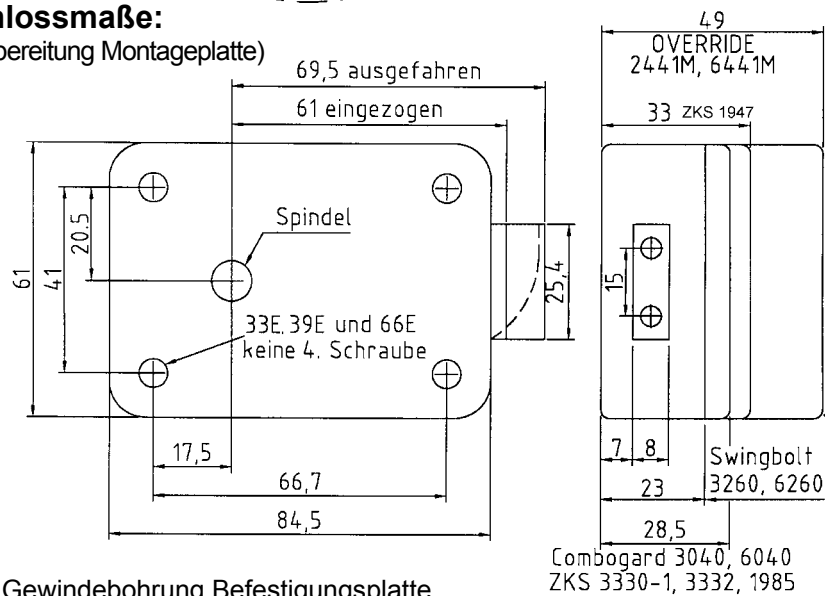 nlossmaße:
bereitung Montageplatte)
69,5 ausgefahren
61 eingezogen
61
41
20.5
Spindel
33E, 39E und 66E
keine 4. Schraube
25,4
17,5
66,7
84,5
49
OVERRIDE
2441M, 6441M
33 ZKS 1947
15
7
8
23
Swingbolt
3260, 6260
28,5
Combogard 3040, 6040
ZKS 3330-1, 3332, 1985
Gewindebohrung Befestigungsplatte